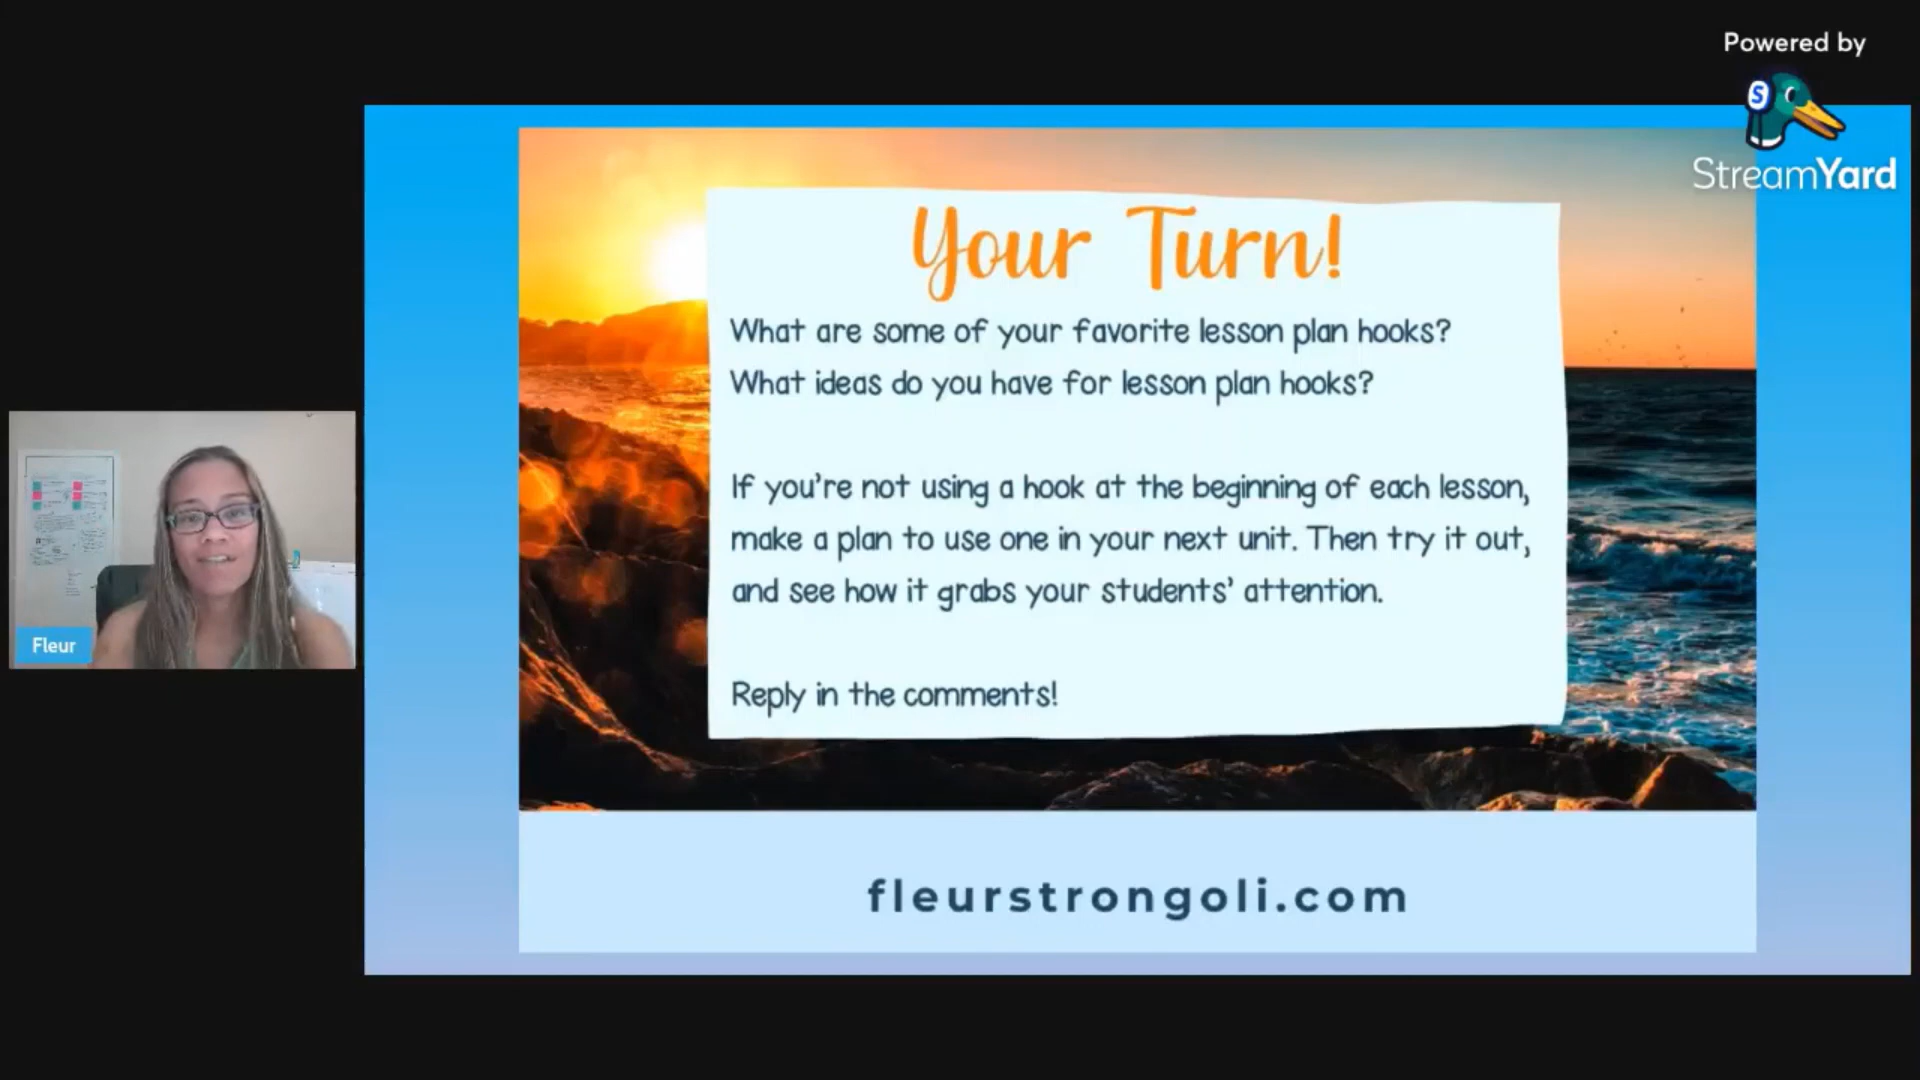 Powered by
S
StreamYard
Your Turn!
What are some of your favorite lesson plan hooks?
What ideas do you have for lesson plan hooks?
If you're not using a hook at the beginning of each lesson,
make a plan to use one in your next unit. Then try it out,
and see how it grabs your students' attention.
Reply in the comments!
Fleur
fleurstrongoli.com